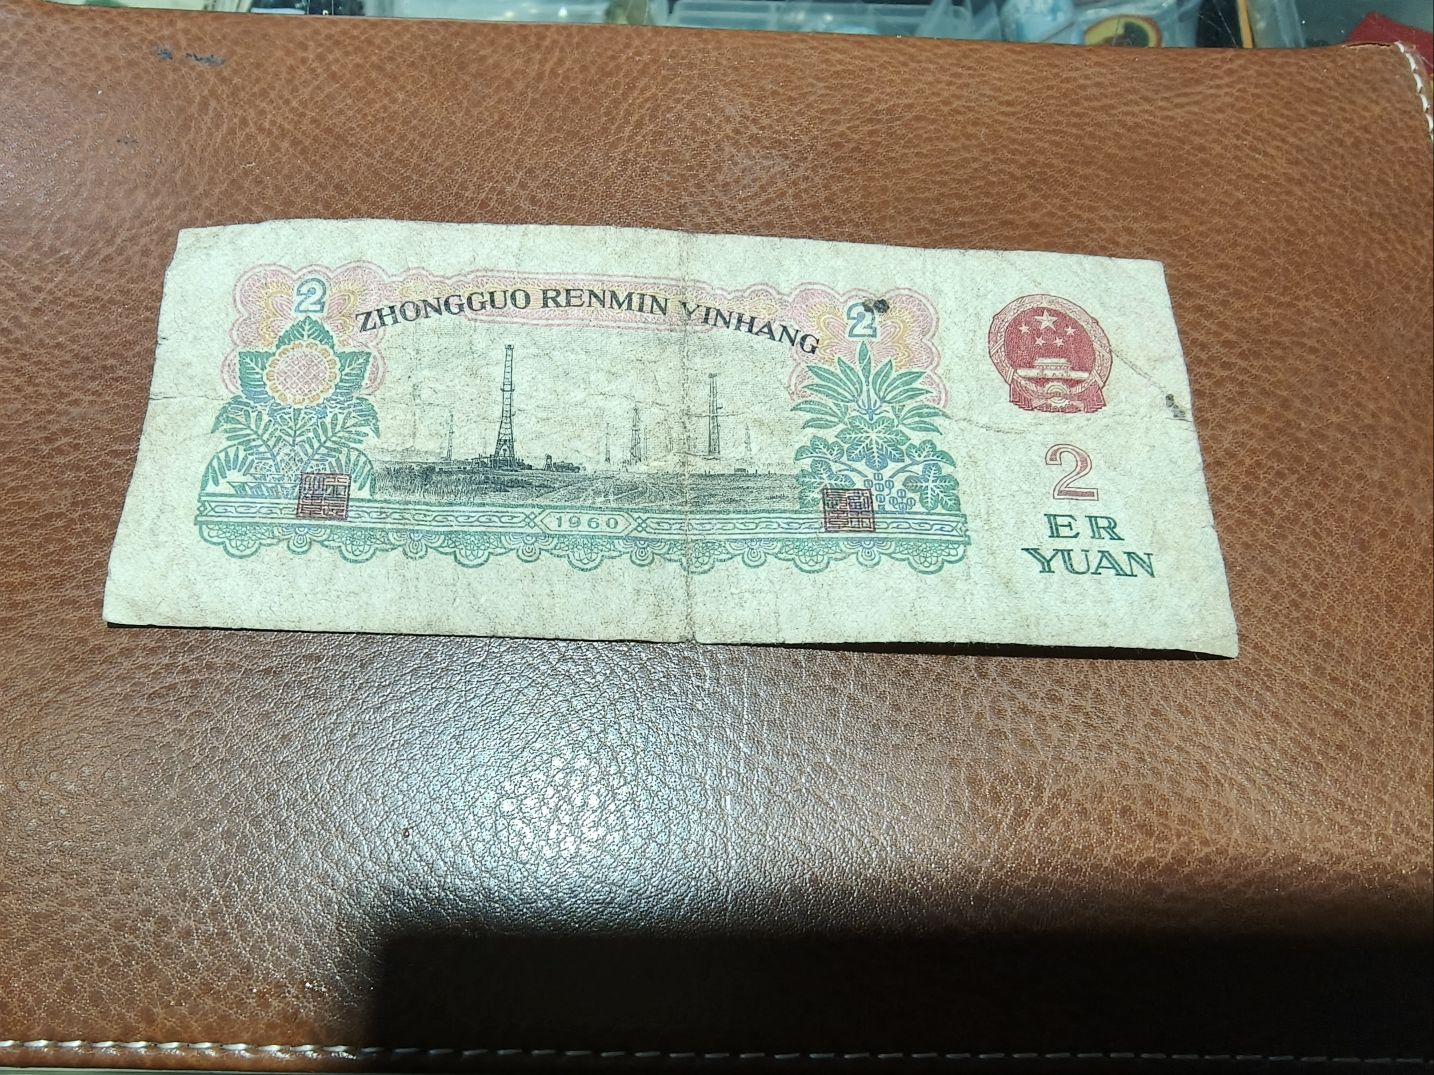 2
ZHONGGUO RENMIN YINHANG
2
1960
2
ER
YUAN